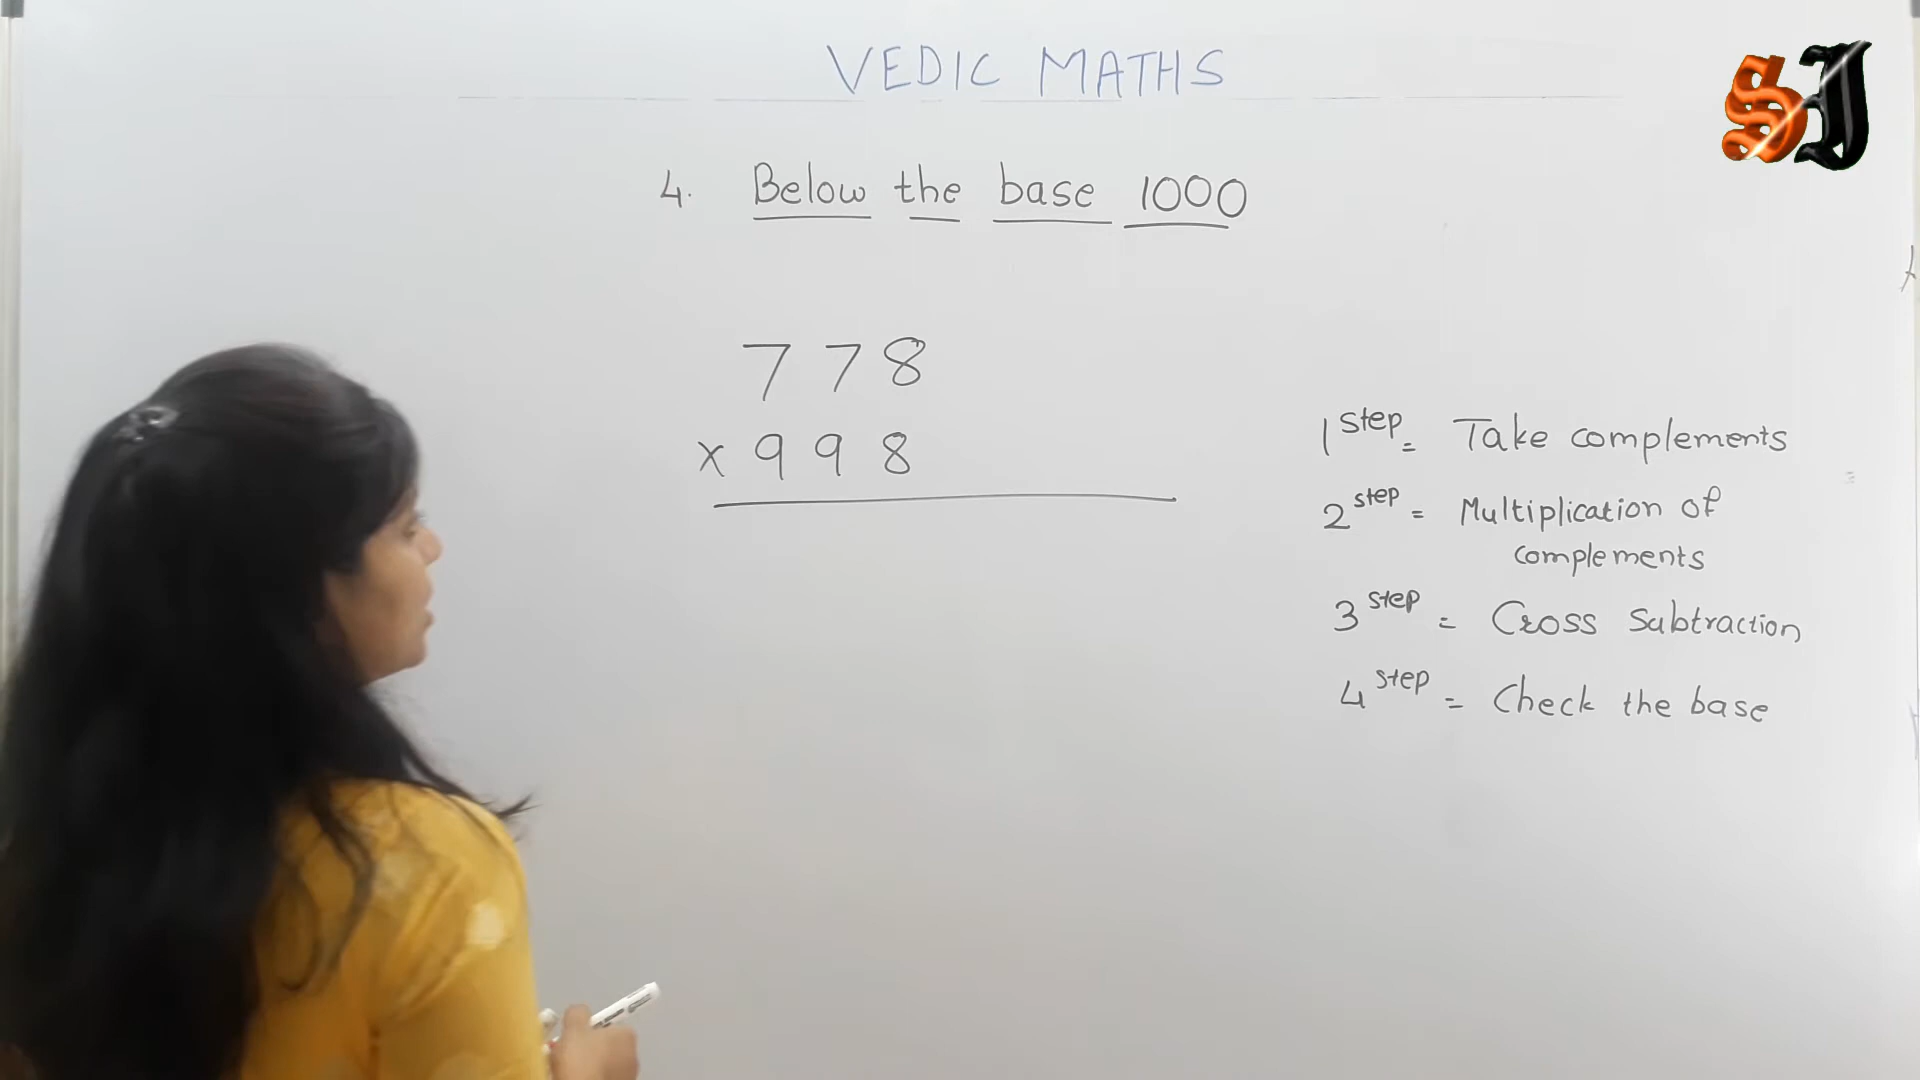 VEDIC MATHS
SJ
4. Below the base 1000
778
x 998
1 step = Take complements
2 step = Multiplication of
complements
3 step = Cross Subtraction
4 step = Check the base